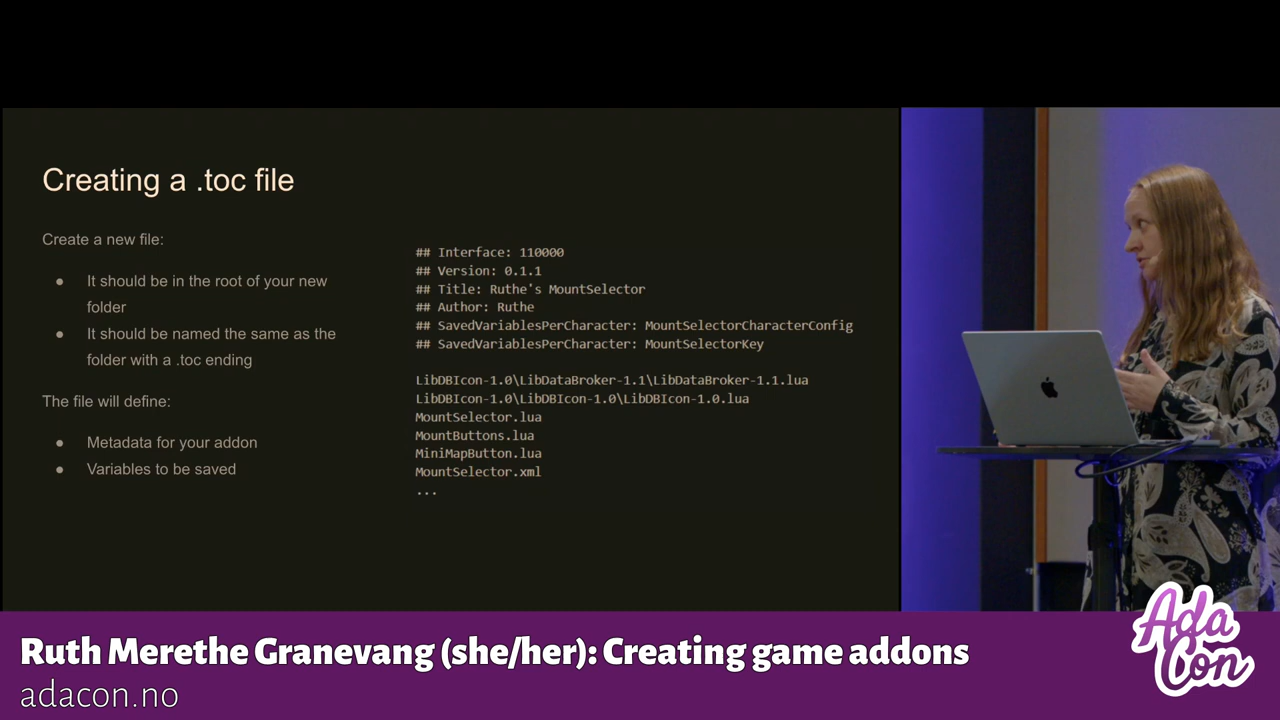 Creating a .toc file
Create a new file:
● It should be in the root of your new
folder
● It should be named the same as the
folder with a .toc ending
The file will define:
● Metadata for your addon
● Variables to be saved
## Interface: 110000
## Version: 0.1.1
## Title: Ruthe's MountSelector
## Author: Ruthe
## SavedVariablesPerCharacter: MountSelectorCharacterConfig
## SavedVariablesPerCharacter: MountSelectorKey
LibDBIcon-1.0\LibDataBroker-1.1\LibDataBroker-1.1.lua
LibDBIcon-1.0\LibDBIcon-1.0\LibDBIcon-1.0.lua
MountSelector.lua
MountButtons.lua
MiniMapButton.lua
MountSelector.xml
...
Ruth Merethe Granevang (she/her): Creating game addons
adacon.no
Ada
Con